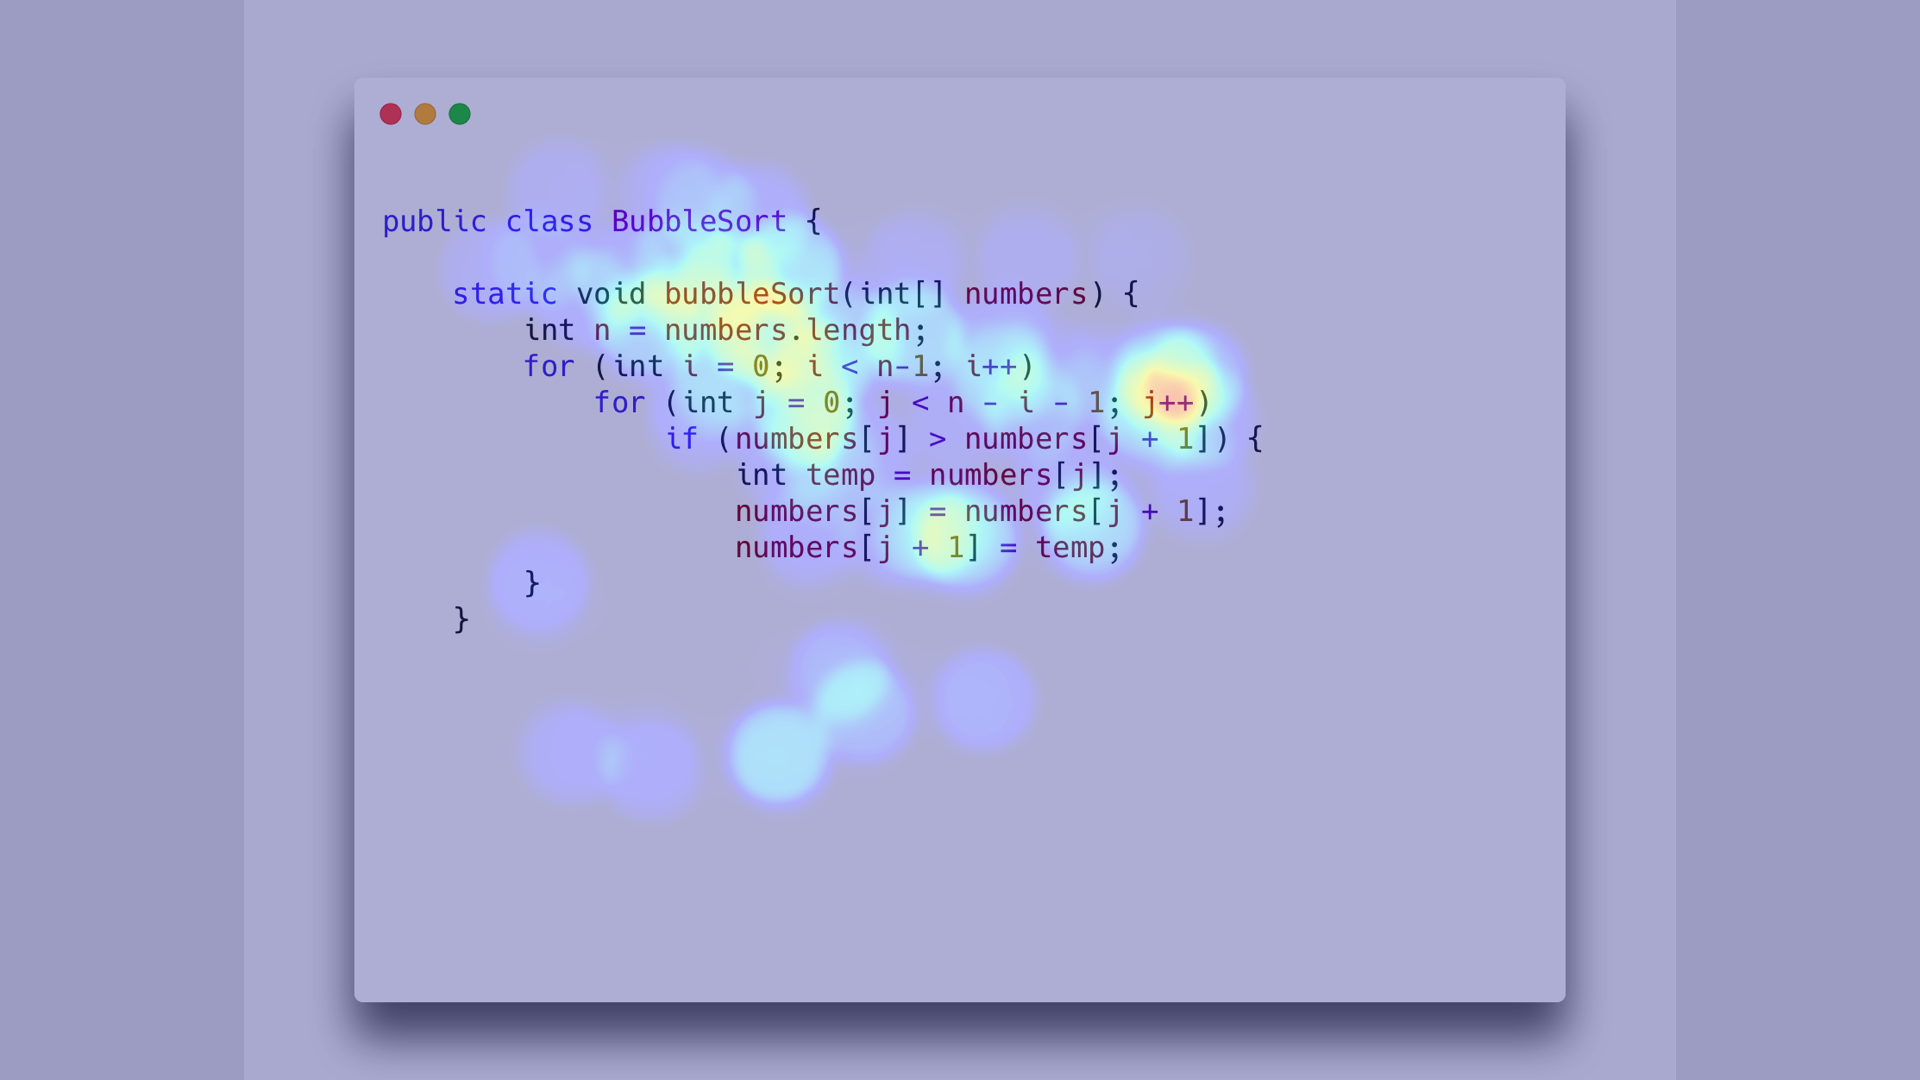 public class BubbleSort {
static void bubbleSort(int[] numbers) {
int n = numbers.length;
for (int i = 0; i < n-1; i++)
for (int j = 0; j < n - i - 1; j++)
if (numbers[j] > numbers[j + 1]) {
int temp = numbers[j];
numbers[j] = numbers[j + 1];
numbers[j + 1] = temp;
}
}